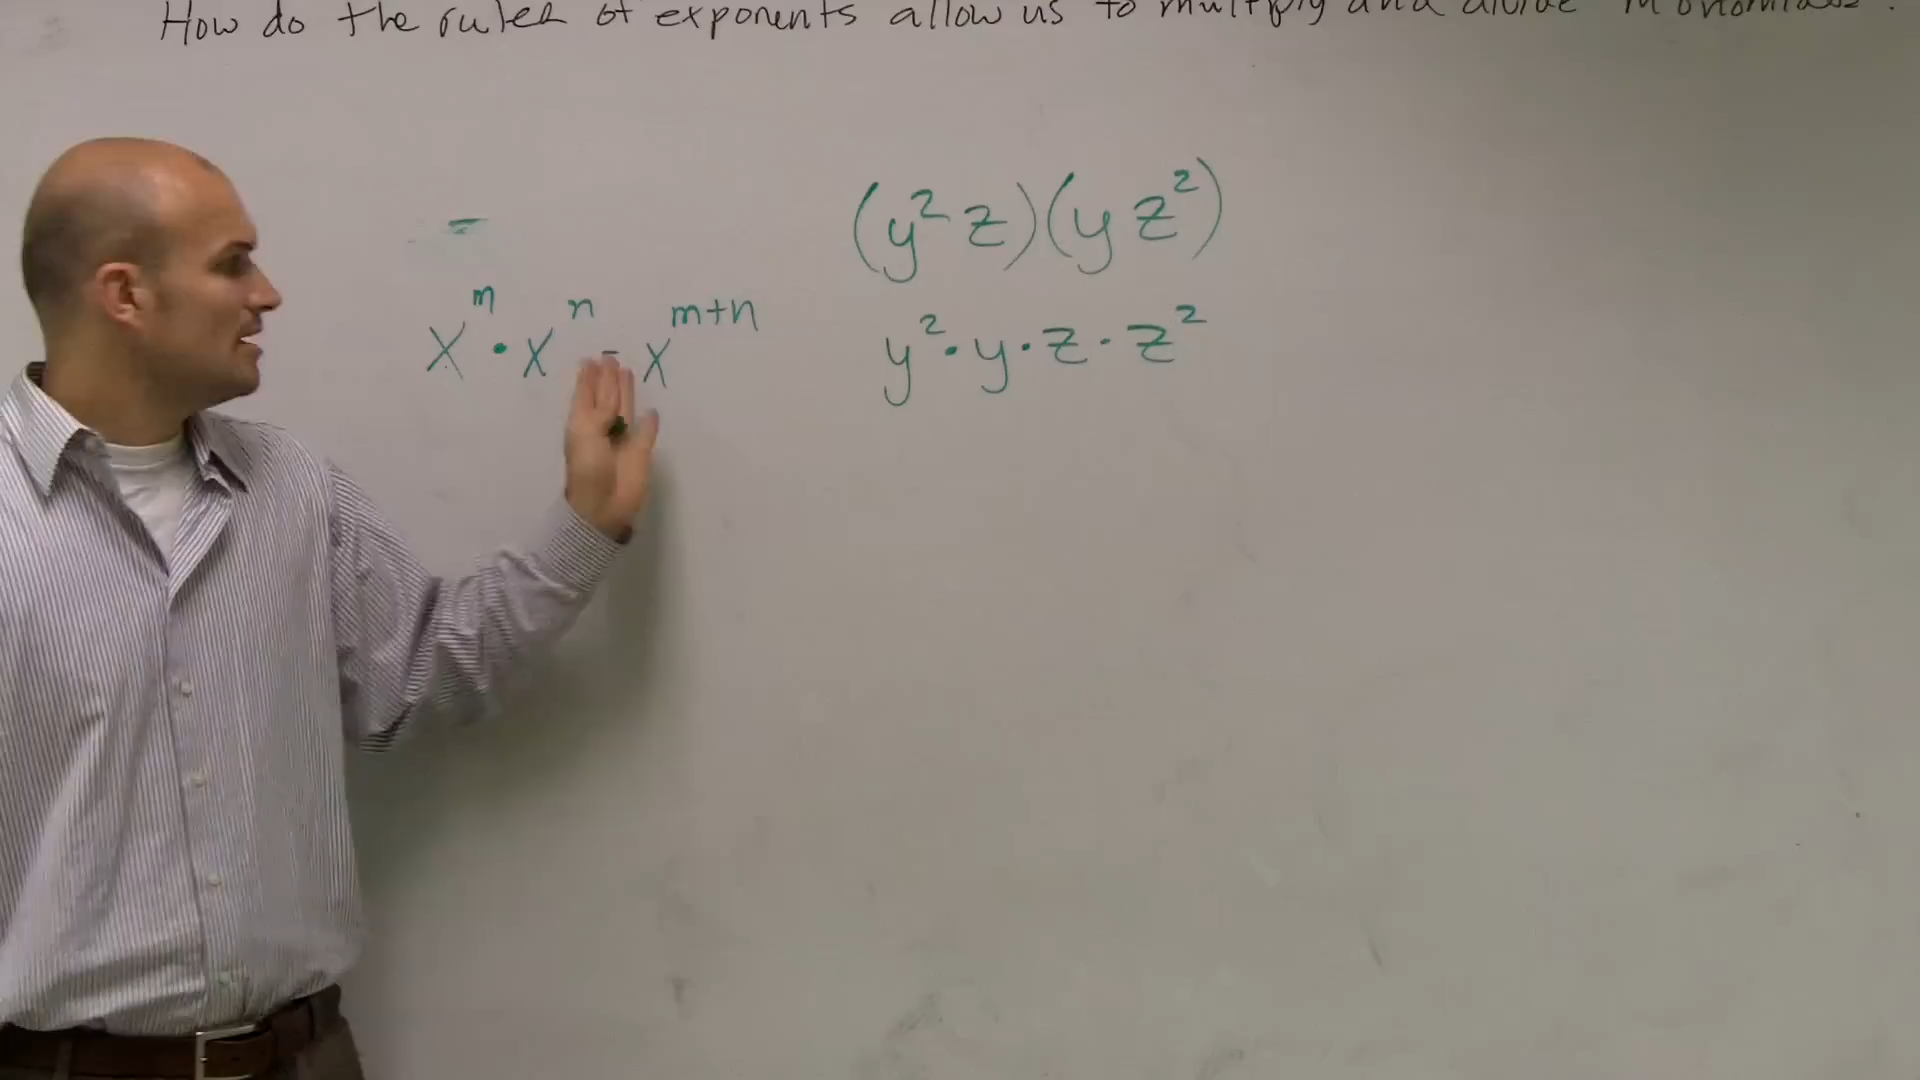 How do the rules of exponents allow us to multiply and divide monomials?
(y²z)(yz²)
xᵐ · xⁿ = xᵐ⁺ⁿ
y² · y · z · z²